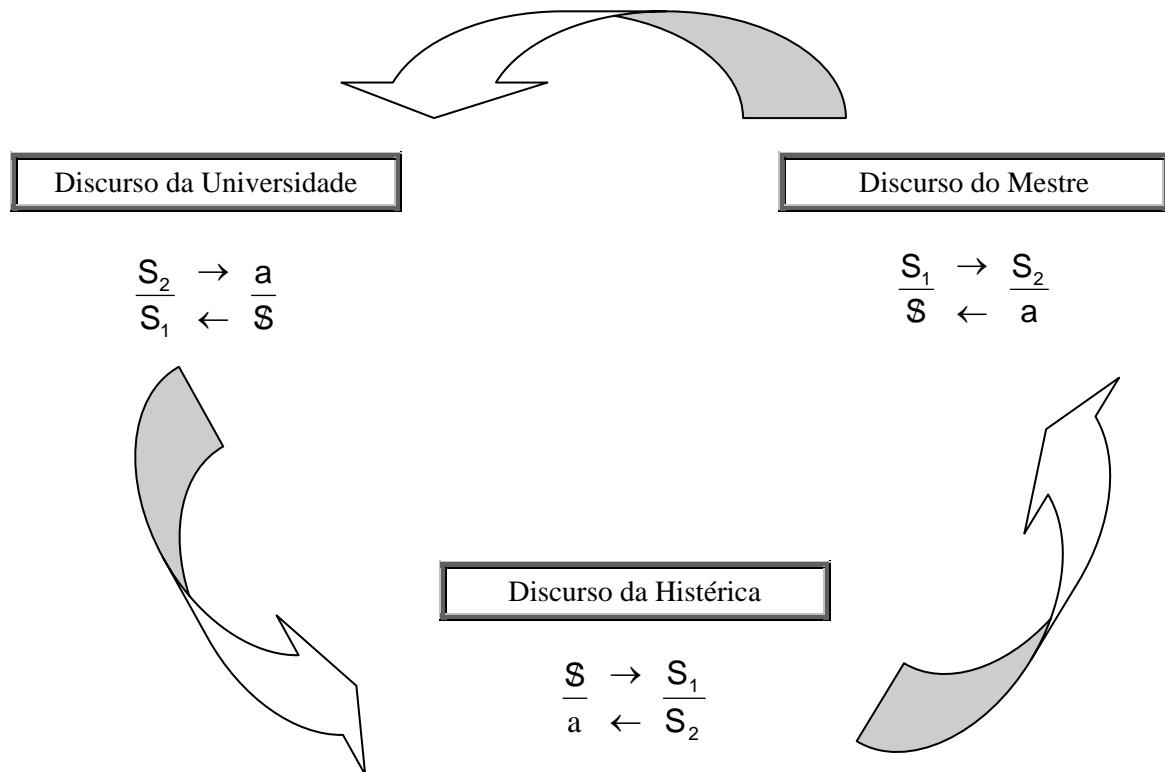 Discurso da Universidade
Discurso do Mestre
S₂ → a
S₁ ← $
S₁ → S₂
$ ← a
Discurso da Histérica
$ → S₁
a ← S₂